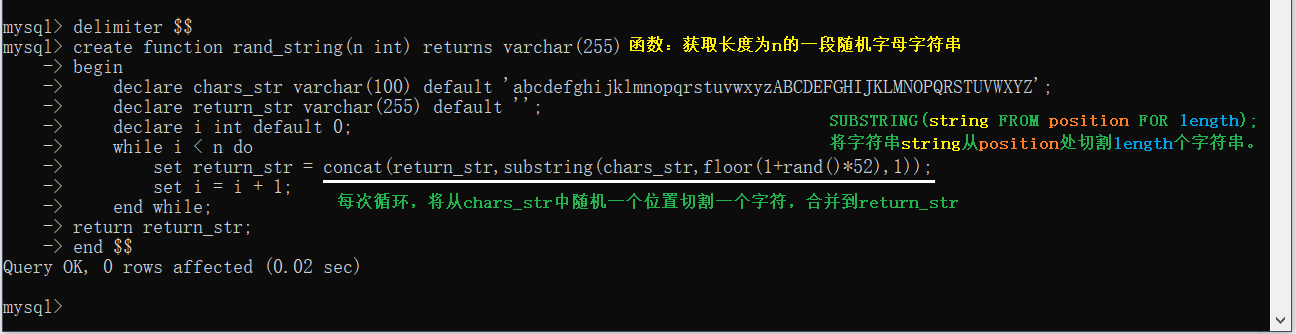 mysql> delimiter $$
mysql> create function rand_string(n int) returns varchar(255) 函数：获取长度为n的一段随机字母字符串
-> begin
-> declare chars_str varchar(100) default 'abcdefghijklmnopqrstuvwxyzABCDEFGHIJKLMNOPQRSTUVWXYZ';
-> declare return_str varchar(255) default '';
-> declare i int default 0;
SUBSTRING(string FROM position FOR length);
-> while i < n do
将字符串string从position处切割length个字符串。
-> set return_str = concat(return_str,substring(chars_str,floor(1+rand()*52),1));
-> set i = i + 1;
-> end while;
每次循环，将从chars_str中随机一个位置切割一个字符，合并到return_str
-> return return_str;
-> end $$
Query OK, 0 rows affected (0.02 sec)
mysql>